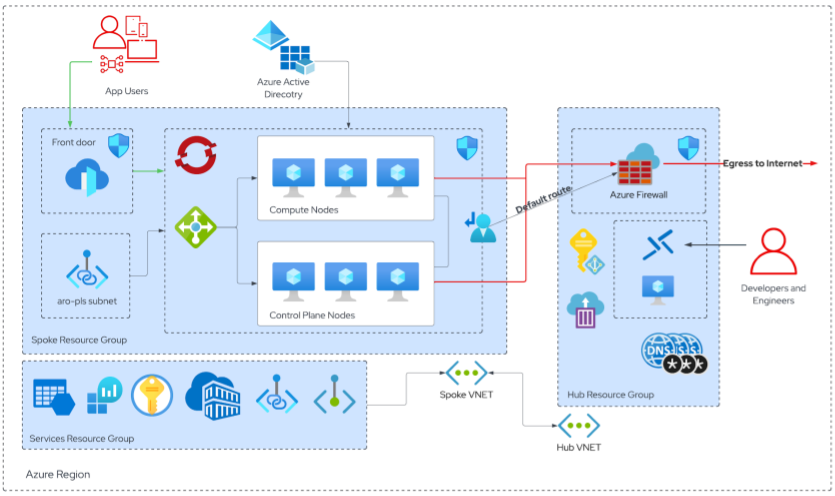 App Users
Azure Active
Direcotry
Front door
Compute Nodes
Default route
Azure Firewall
Egress to Internet
aro-pls subnet
Control Plane Nodes
Spoke Resource Group
Developers and
Engineers
DNS
Hub Resource Group
Services Resource Group
Spoke VNET
Hub VNET
Azure Region